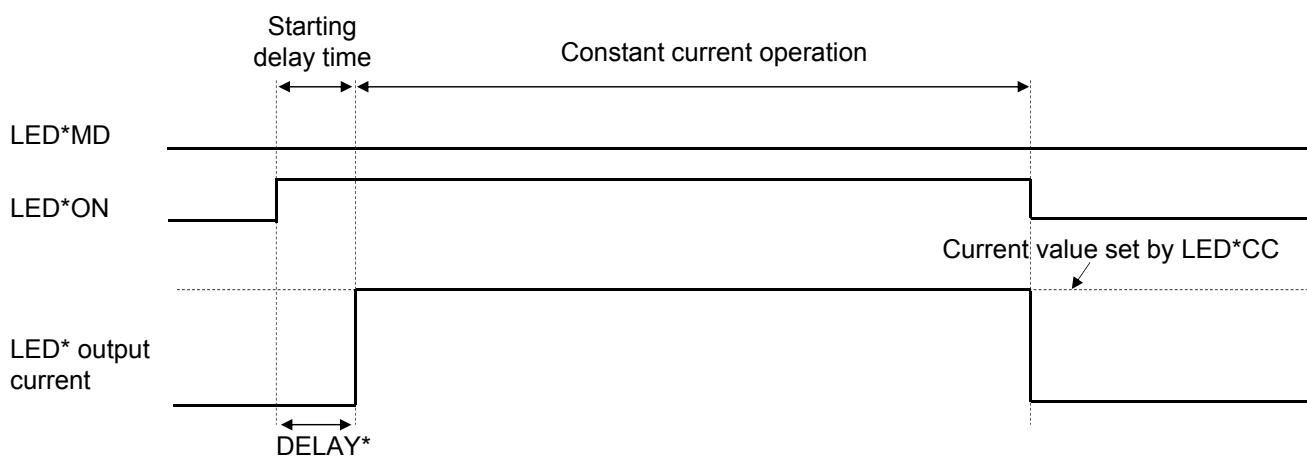 Starting
delay time
Constant current operation
LED*MD
LED*ON
Current value set by LED*CC
LED* output
current
DELAY*